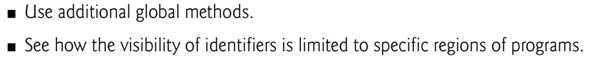 ■ Use additional global methods.
■ See how the visibility of identifiers is limited to specific regions of programs.